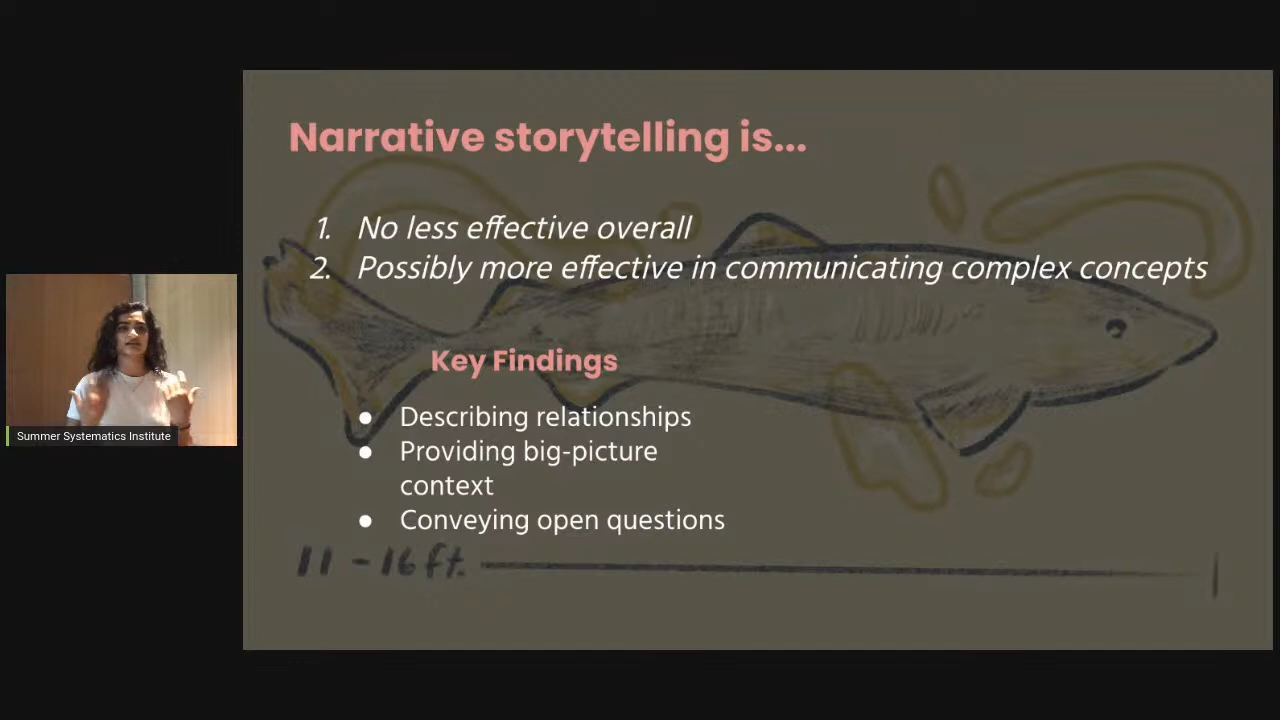 Narrative storytelling is...
1. No less effective overall
2. Possibly more effective in communicating complex concepts
Key Findings
● Describing relationships
● Providing big-picture
context
● Conveying open questions
11 - 16 ft.
Summer Systematics Institute